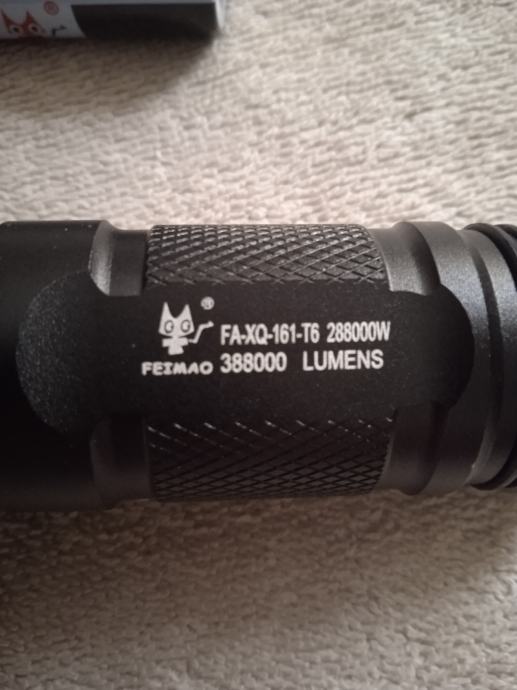 ®
FA-XQ-161-T6 288000W
FEIMAO 388000 LUMENS